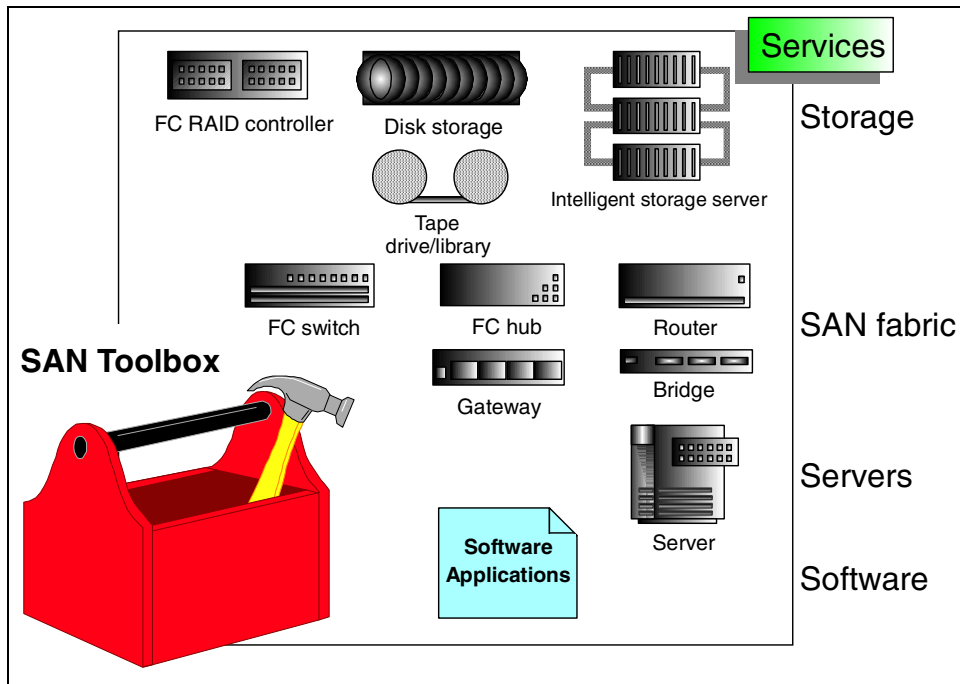 Services
FC RAID controller
Disk storage
Intelligent storage server
Storage
Tape
drive/library
FC switch
FC hub
Router
SAN fabric
SAN Toolbox
Gateway
Bridge
Servers
Server
Software
Applications
Software